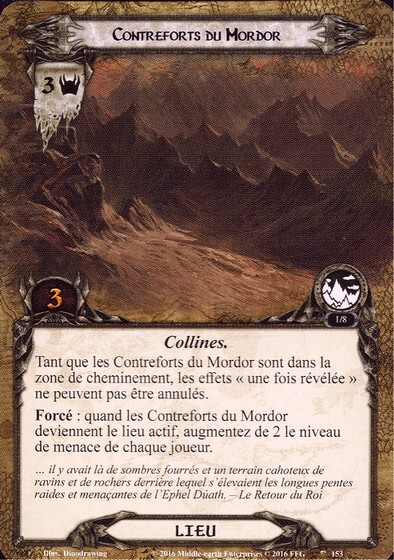 Contreforts du Mordor
3
3
1/8
Collines.
Tant que les Contreforts du Mordor sont dans la
zone de cheminement, les effets « une fois révélée »
ne peuvent pas être annulés.
Forcé : quand les Contreforts du Mordor
deviennent le lieu actif, augmentez de 2 le niveau
de menace de chaque joueur.
... il y avait là de sombres fourrés et un terrain cahoteux de
ravins et de rochers derrière lequel s'élevaient les longues pentes
raides et menaçantes de l'Ephel Dúath. – Le Retour du Roi
LIEU
Illus. Dinodrawing
2016 Middle-earth Enterprises © 2016 FFG
153